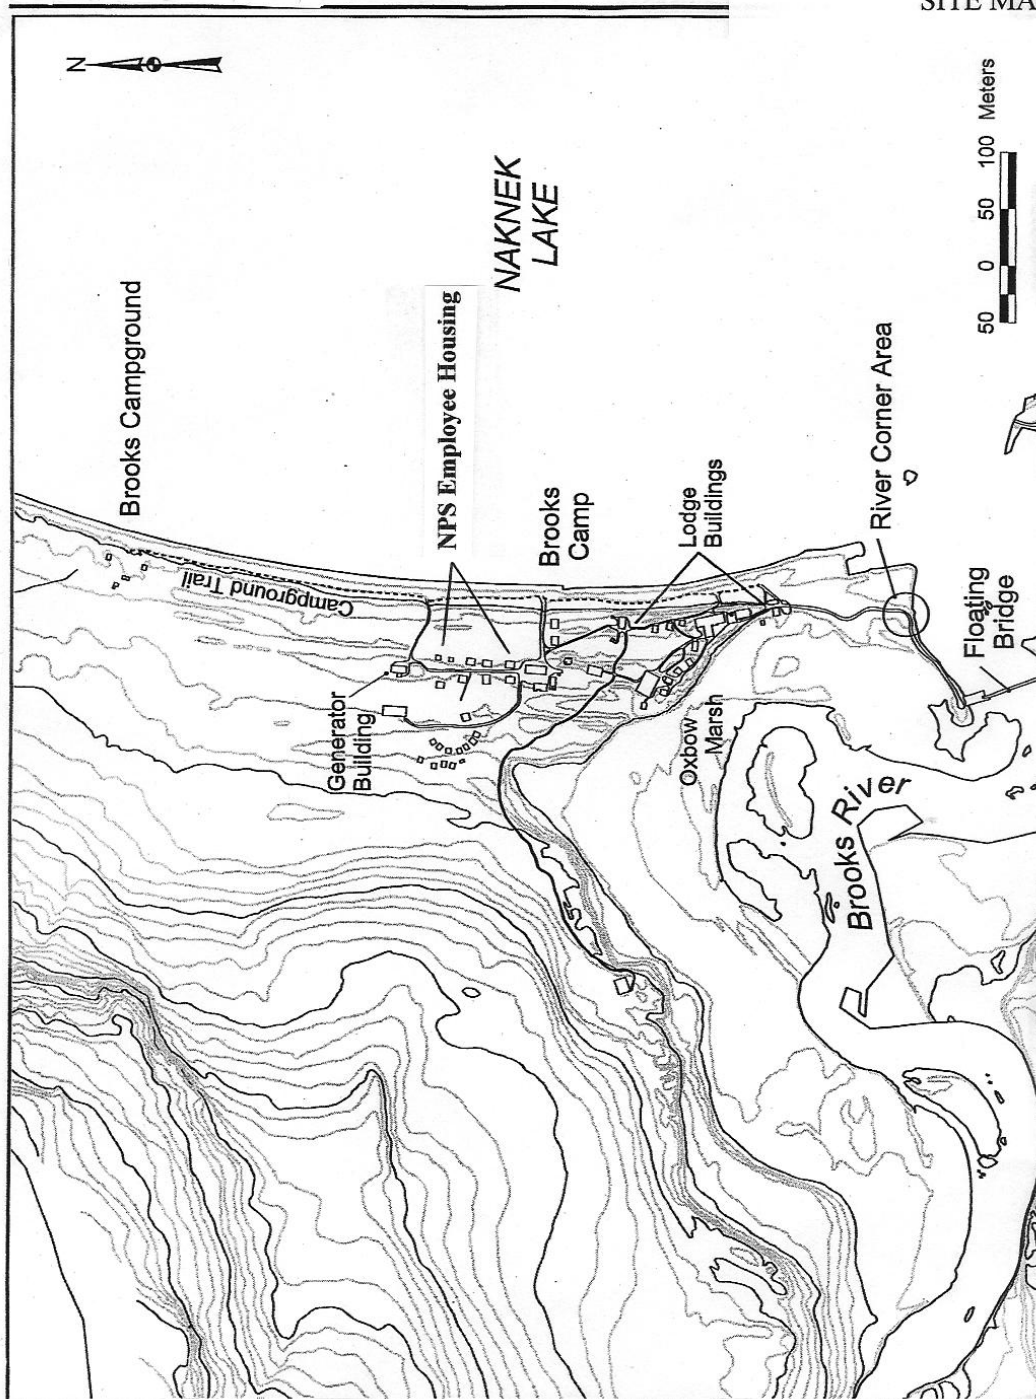 SITE MA
N
NAKNEK
LAKE
Brooks Campground
Campground Trail
NPS Employee Housing
Generator
Building
Brooks
Camp
Lodge
Buildings
Oxbow
Marsh
River Corner Area
Floating
Bridge
Brooks River
50 0 50 100 Meters